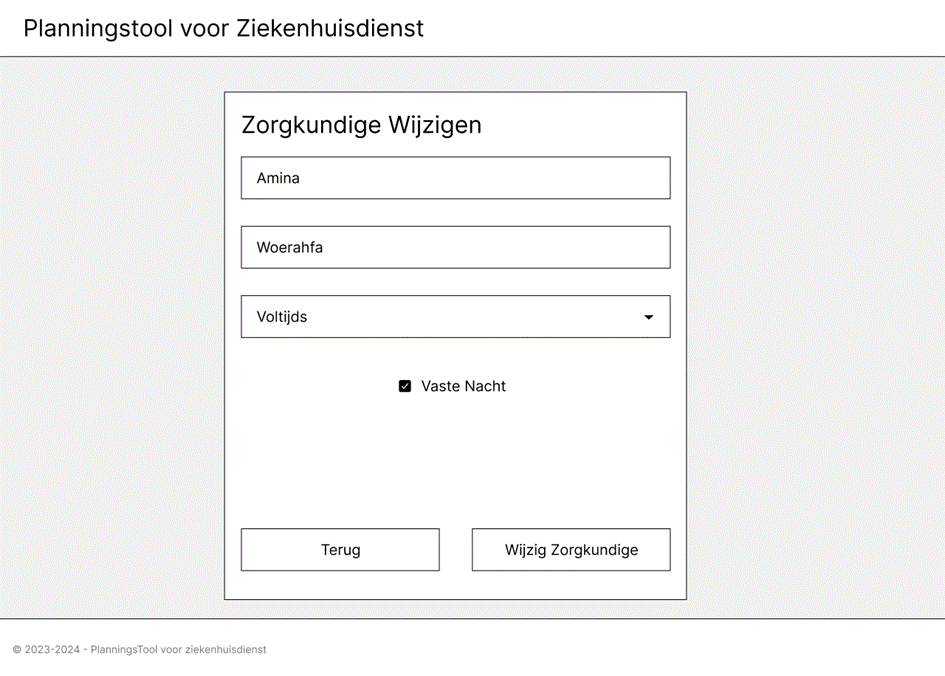 Planningstool voor Ziekenhuisdienst
Zorgkundige Wijzigen
Amina
Woerahfa
Voltijds
Vaste Nacht
Terug
Wijzig Zorgkundige
© 2023-2024 - PlanningsTool voor ziekenhuisdienst